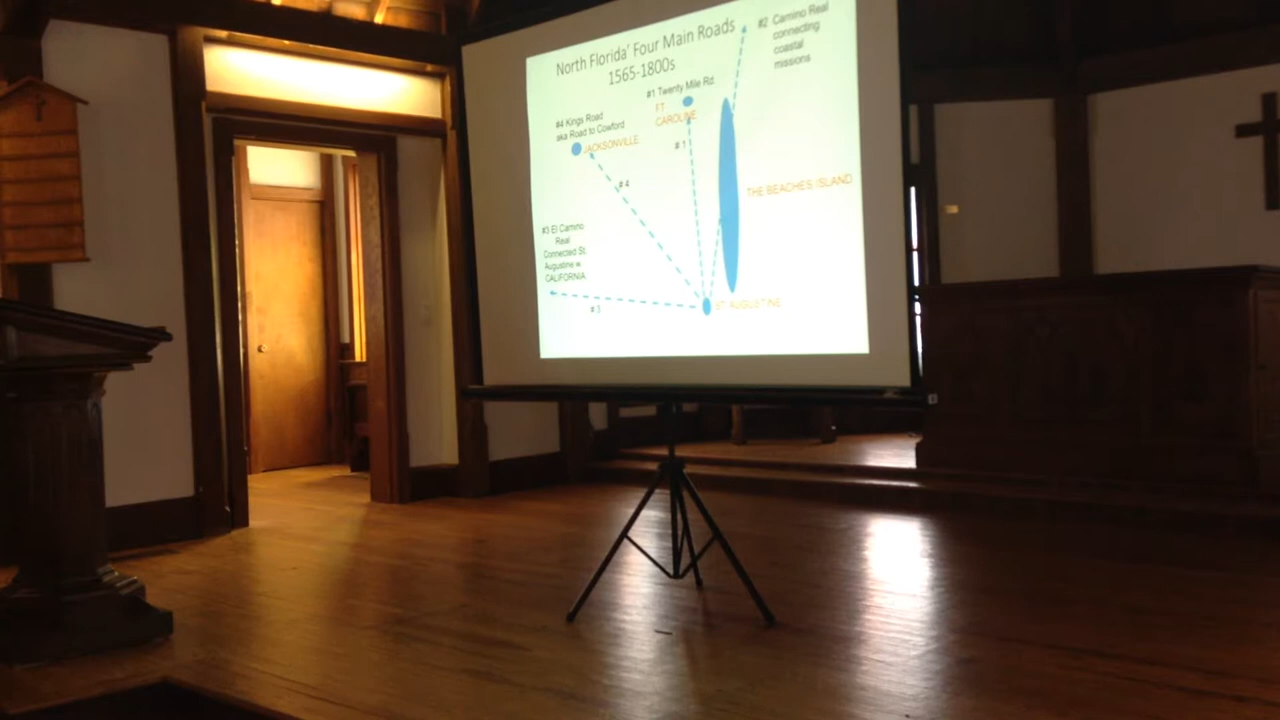 North Florida' Four Main Roads
1565-1800s
#2 Camino Real
connecting
coastal
missions
#1 Twenty Mile Rd.
FT
CAROLINE
#4 Kings Road
aka Road to Cowford
JACKSONVILLE
# 1
# 4
THE BEACHES ISLAND
#3 El Camino
Real
Connected St.
Augustine w.
CALIFORNIA
# 3
ST. AUGUSTINE